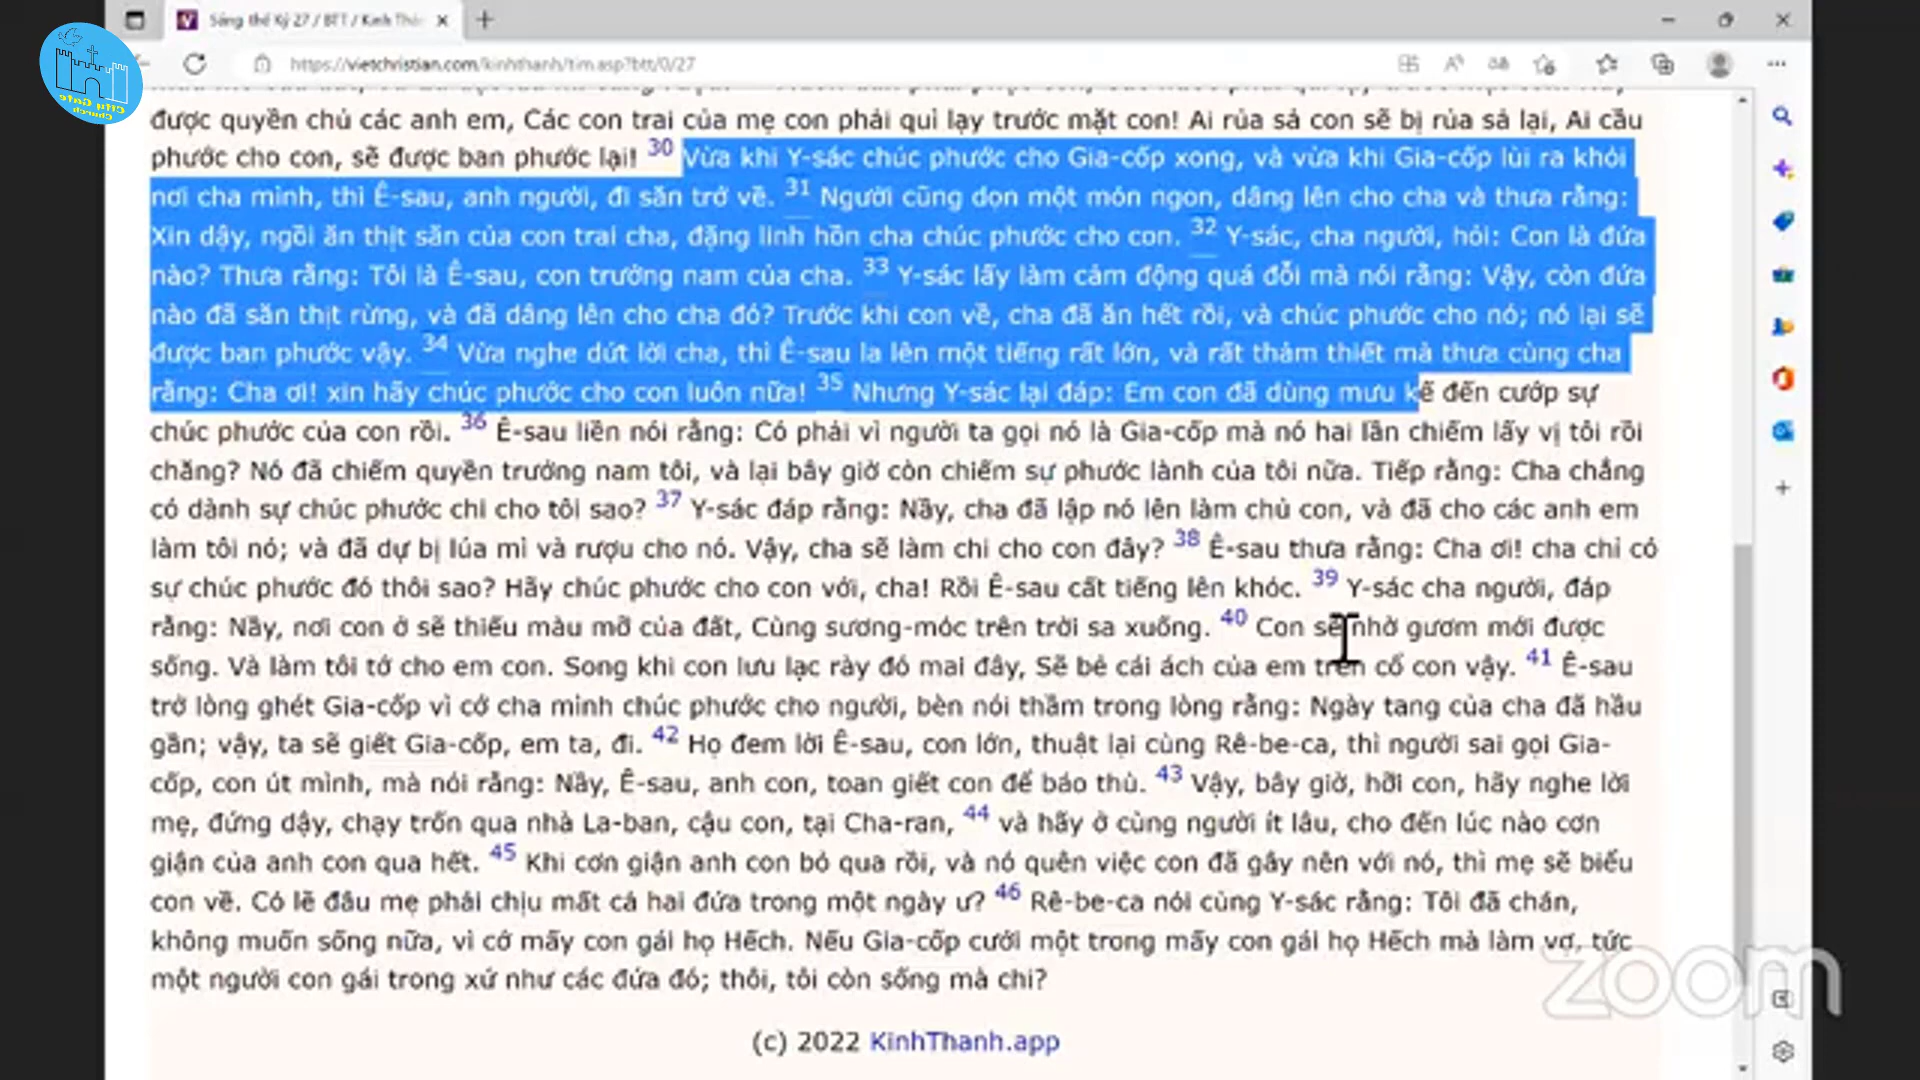 Sáng thế Ký 27 / BTT / Kinh Thá
https://vietchristian.com/kinhthanh/tim.asp?btt/0/27
City Gate
Church
được quyền chủ các anh em, Các con trai của mẹ con phải quì lạy trước mặt con! Ai rủa sả con sẽ bị rủa sả lại, Ai cầu
phước cho con, sẽ được ban phước lại! 30 Vừa khi Y-sác chúc phước cho Gia-cốp xong, và vừa khi Gia-cốp lùi ra khỏi
nơi cha mình, thì Ê-sau, anh người, đi săn trở về. 31 Người cũng dọn một món ngon, dâng lên cho cha và thưa rằng:
Xin dậy, ngồi ăn thịt săn của con trai cha, đặng linh hồn cha chúc phước cho con. 32 Y-sác, cha người, hỏi: Con là đứa
nào? Thưa rằng: Tôi là Ê-sau, con trưởng nam của cha. 33 Y-sác lấy làm cảm động quá đỗi mà nói rằng: Vậy, còn đứa
nào đã săn thịt rừng, và đã dâng lên cho cha đó? Trước khi con về, cha đã ăn hết rồi, và chúc phước cho nó; nó lại sẽ
được ban phước vậy. 34 Vừa nghe dứt lời cha, thì Ê-sau la lên một tiếng rất lớn, và rất thảm thiết mà thưa cùng cha
rằng: Cha ơi! xin hãy chúc phước cho con luôn nữa! 35 Nhưng Y-sác lại đáp: Em con đã dùng mưu kế đến cướp sự
chúc phước của con rồi. 36 Ê-sau liền nói rằng: Có phải vì người ta gọi nó là Gia-cốp mà nó hai lần chiếm lấy vị tôi rồi
chăng? Nó đã chiếm quyền trưởng nam tôi, và lại bây giờ còn chiếm sự phước lành của tôi nữa. Tiếp rằng: Cha chẳng
có dành sự chúc phước chi cho tôi sao? 37 Y-sác đáp rằng: Nầy, cha đã lập nó lên làm chủ con, và đã cho các anh em
làm tôi nó; và đã dự bị lúa mì và rượu cho nó. Vậy, cha sẽ làm chi cho con đây? 38 Ê-sau thưa rằng: Cha ơi! cha chỉ có
sự chúc phước đó thôi sao? Hãy chúc phước cho con với, cha! Rồi Ê-sau cất tiếng lên khóc. 39 Y-sác cha người, đáp
rằng: Nầy, nơi con ở sẽ thiếu màu mỡ của đất, Cùng sương-móc trên trời sa xuống. 40 Con sẽ nhờ gươm mới được
sống. Và làm tôi tớ cho em con. Song khi con lưu lạc rày đó mai đây, Sẽ bẻ cái ách của em trên cổ con vậy. 41 Ê-sau
trở lòng ghét Gia-cốp vì cớ cha mình chúc phước cho người, bèn nói thầm trong lòng rằng: Ngày tang của cha đã hầu
gần; vậy, ta sẽ giết Gia-cốp, em ta, đi. 42 Họ đem lời Ê-sau, con lớn, thuật lại cùng Rê-be-ca, thì người sai gọi Gia-
cốp, con út mình, mà nói rằng: Nầy, Ê-sau, anh con, toan giết con để báo thù. 43 Vậy, bây giờ, hỡi con, hãy nghe lời
mẹ, đứng dậy, chạy trốn qua nhà La-ban, cậu con, tại Cha-ran, 44 và hãy ở cùng người ít lâu, cho đến lúc nào cơn
giận của anh con qua hết. 45 Khi cơn giận anh con bỏ qua rồi, và nó quên việc con đã gây nên với nó, thì mẹ sẽ biểu
con về. Có lẽ đâu mẹ phải chịu mất cả hai đứa trong một ngày ư? 46 Rê-be-ca nói cùng Y-sác rằng: Tôi đã chán,
không muốn sống nữa, vì cớ mấy con gái họ Hếch. Nếu Gia-cốp cưới một trong mấy con gái họ Hếch mà làm vợ, tức
một người con gái trong xứ như các đứa đó; thôi, tôi còn sống mà chi?
zoom
(c) 2022 KinhThanh.app